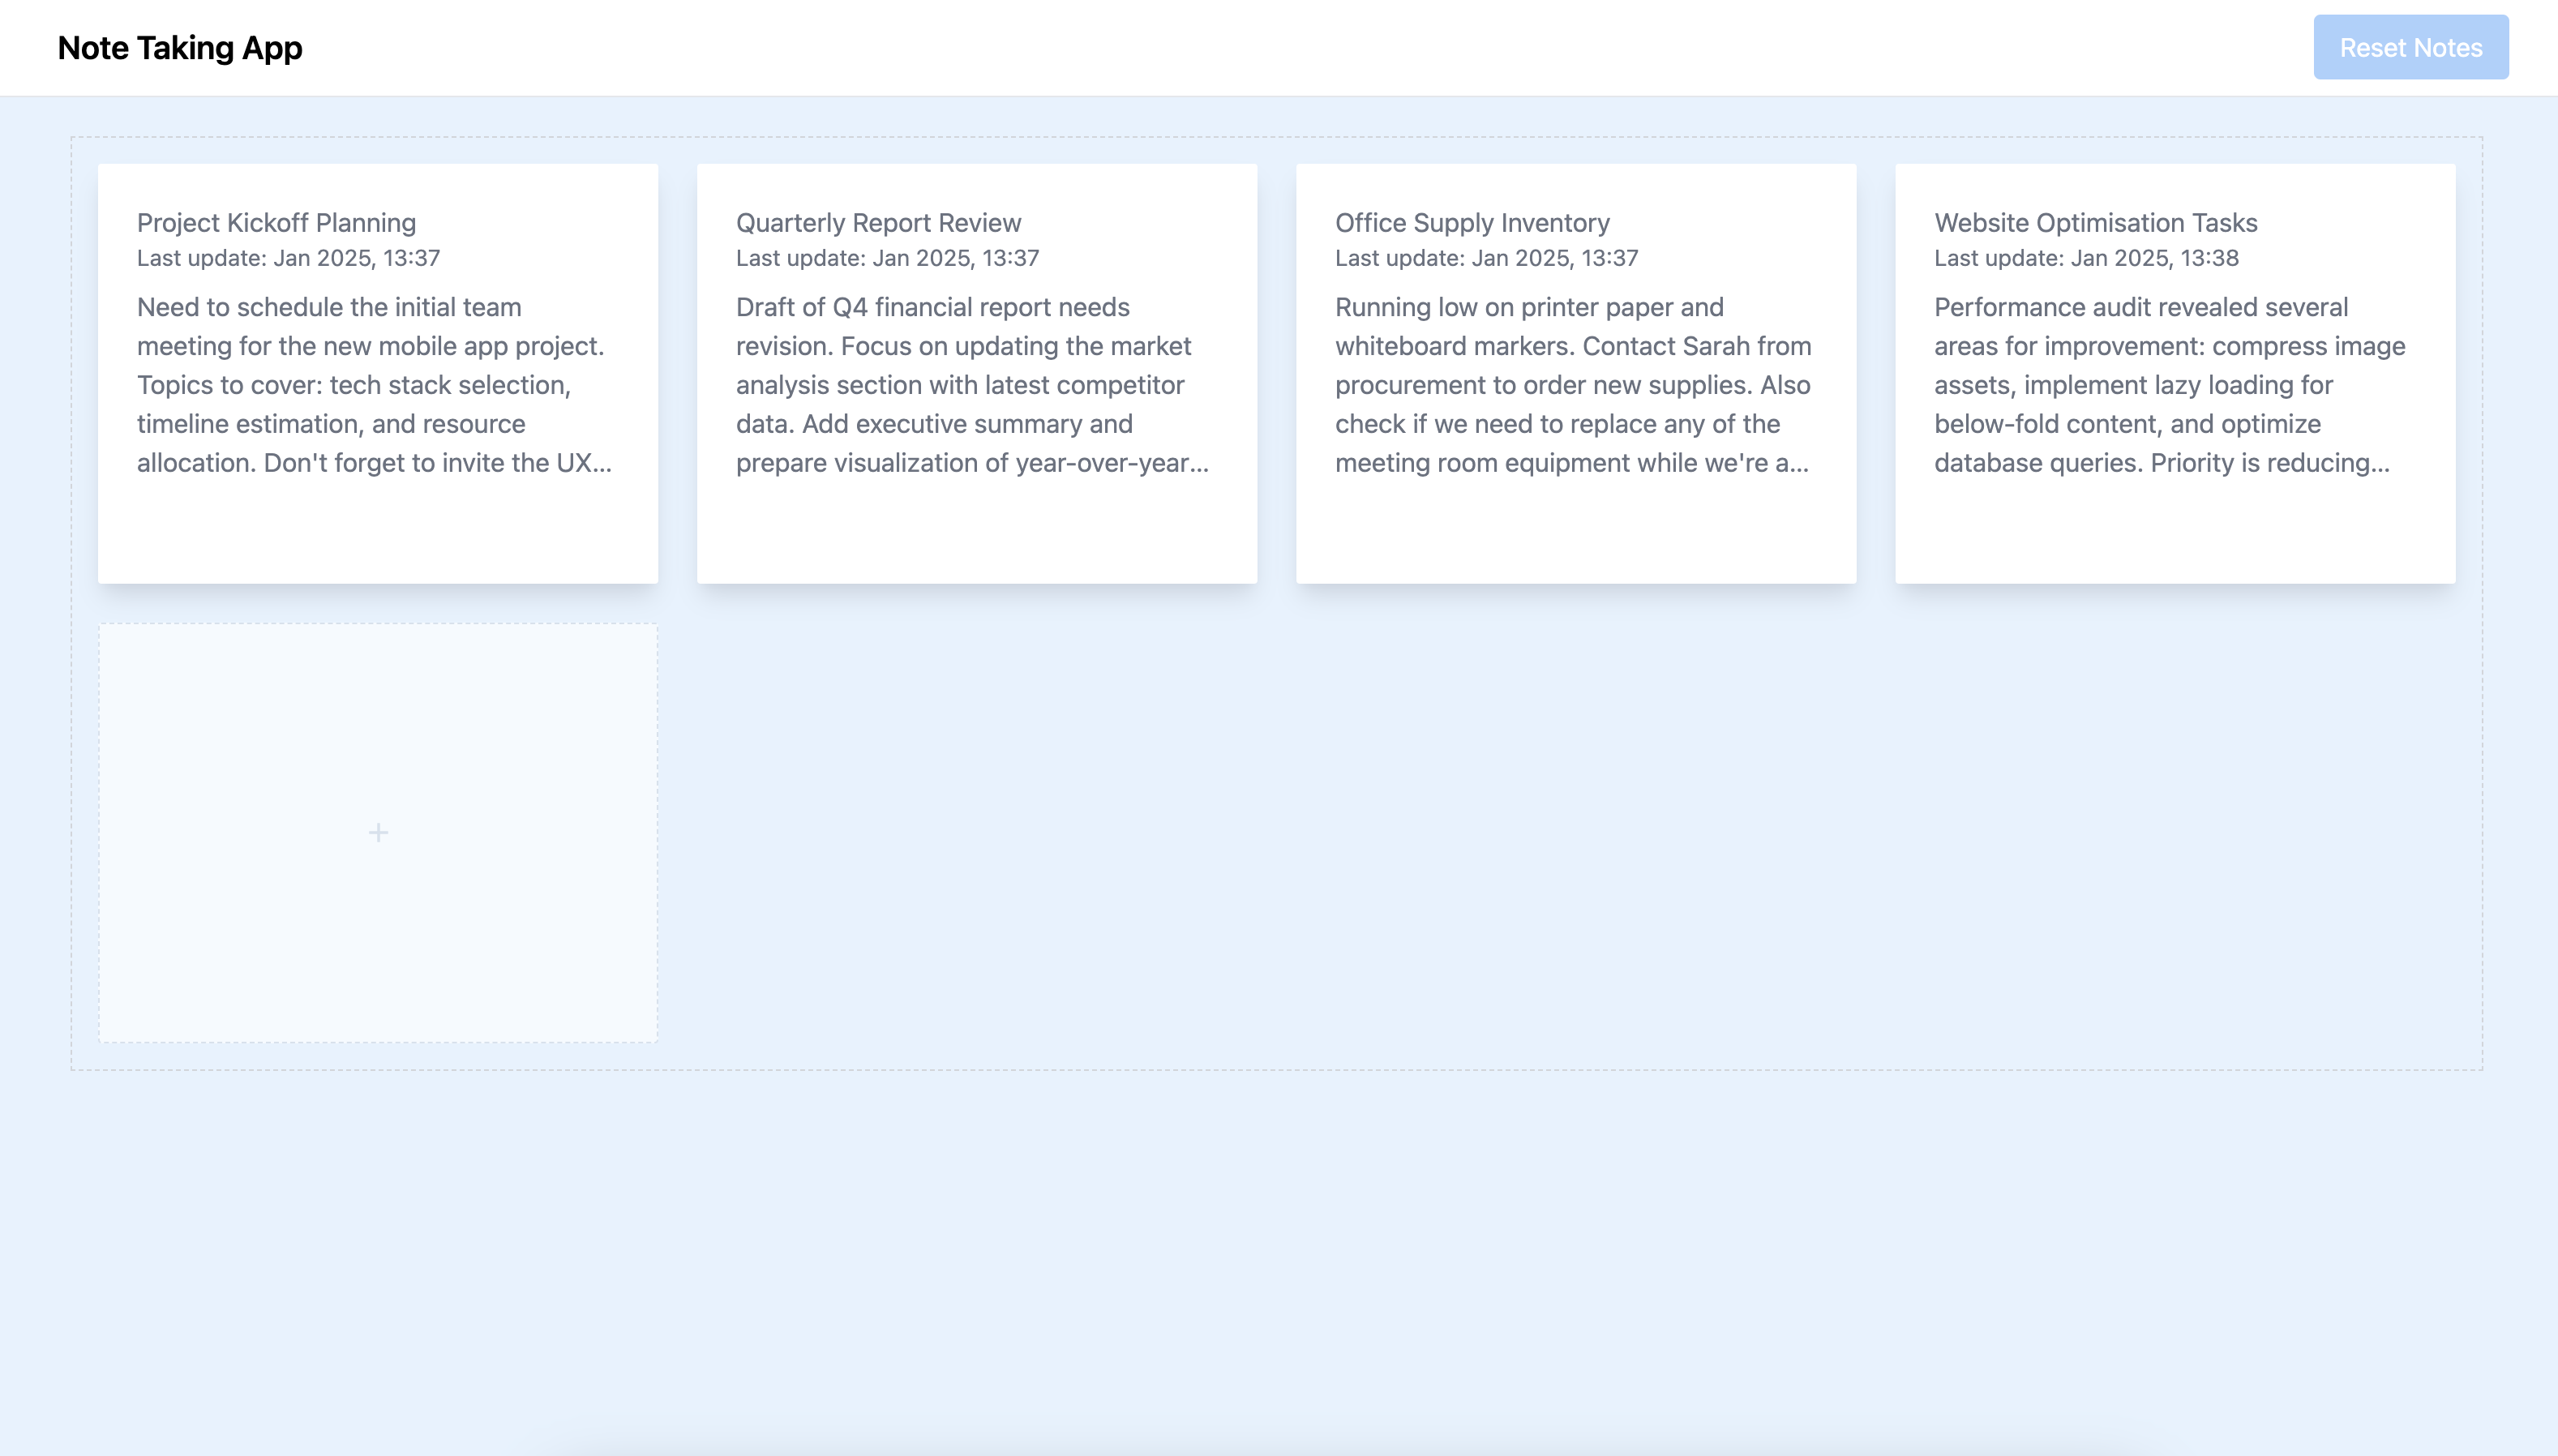 Note Taking App
Reset Notes
Project Kickoff Planning
Last update: Jan 2025, 13:37
Need to schedule the initial team
meeting for the new mobile app project.
Topics to cover: tech stack selection,
timeline estimation, and resource
allocation. Don't forget to invite the UX...
Quarterly Report Review
Last update: Jan 2025, 13:37
Draft of Q4 financial report needs
revision. Focus on updating the market
analysis section with latest competitor
data. Add executive summary and
prepare visualization of year-over-year...
Office Supply Inventory
Last update: Jan 2025, 13:37
Running low on printer paper and
whiteboard markers. Contact Sarah from
procurement to order new supplies. Also
check if we need to replace any of the
meeting room equipment while we're a...
Website Optimisation Tasks
Last update: Jan 2025, 13:38
Performance audit revealed several
areas for improvement: compress image
assets, implement lazy loading for
below-fold content, and optimize
database queries. Priority is reducing...
+